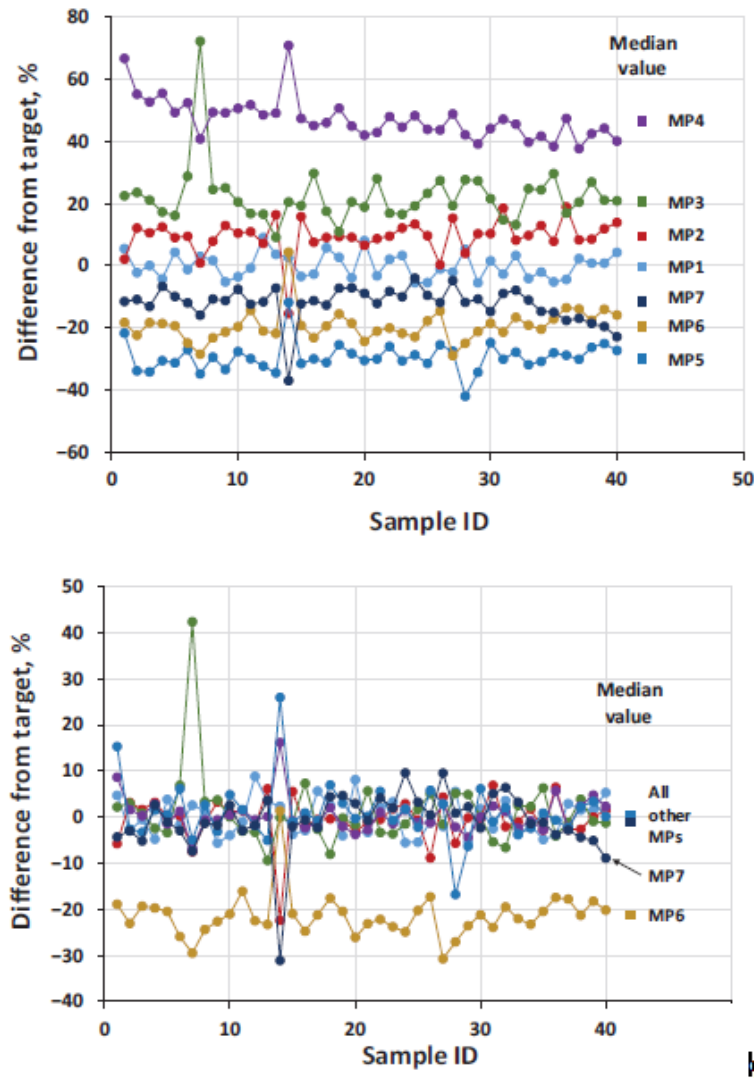 80
60
40
20
0
−20
−40
−60
Difference from target, %
Median
value
MP4
MP3
MP2
MP1
MP7
MP6
MP5
0
10
20
30
40
50
Sample ID
50
40
30
20
10
0
−10
−20
−30
−40
Difference from target, %
Median
value
All
other
MPs
MP7
MP6
0
10
20
30
40
Sample ID